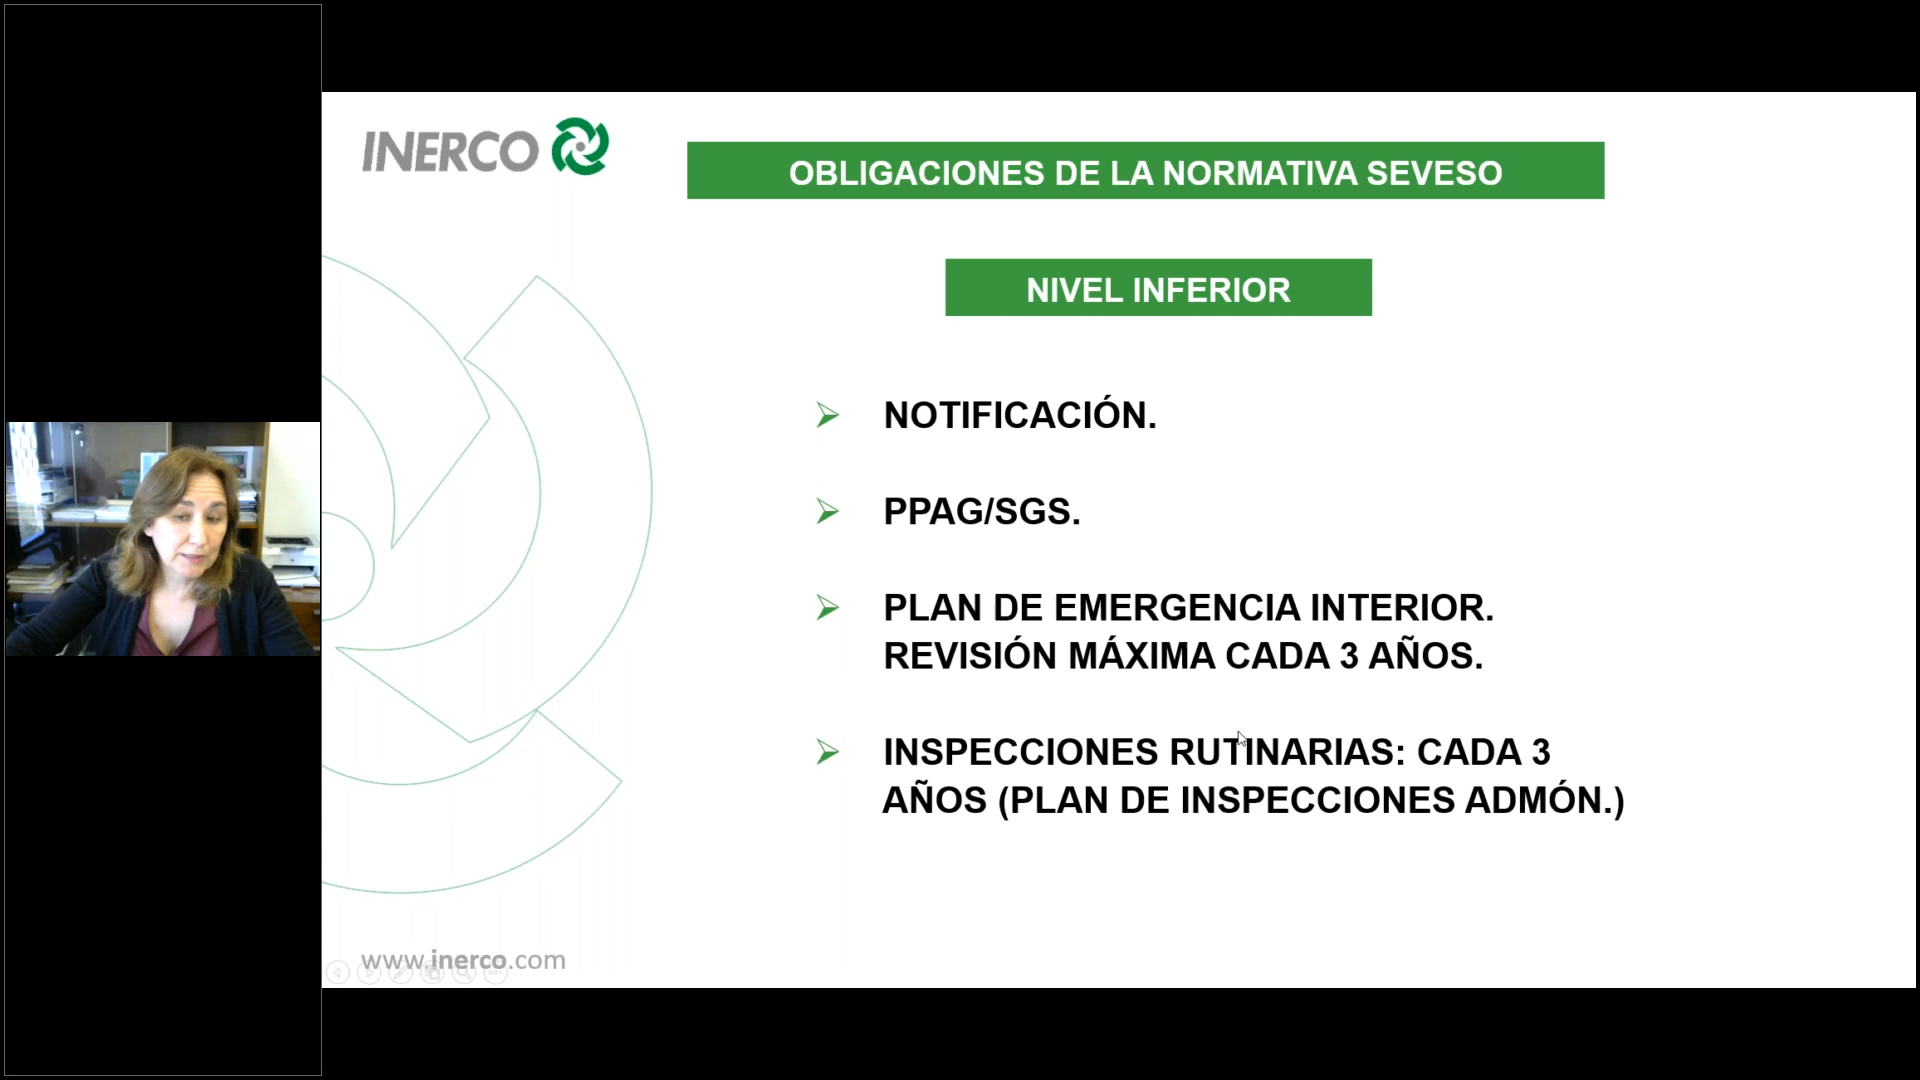 INERCO
OBLIGACIONES DE LA NORMATIVA SEVESO
NIVEL INFERIOR
NOTIFICACIÓN.
PPAG/SGS.
PLAN DE EMERGENCIA INTERIOR.
REVISIÓN MÁXIMA CADA 3 AÑOS.
INSPECCIONES RUTINARIAS: CADA 3
AÑOS (PLAN DE INSPECCIONES ADMÓN.)
www.inerco.com